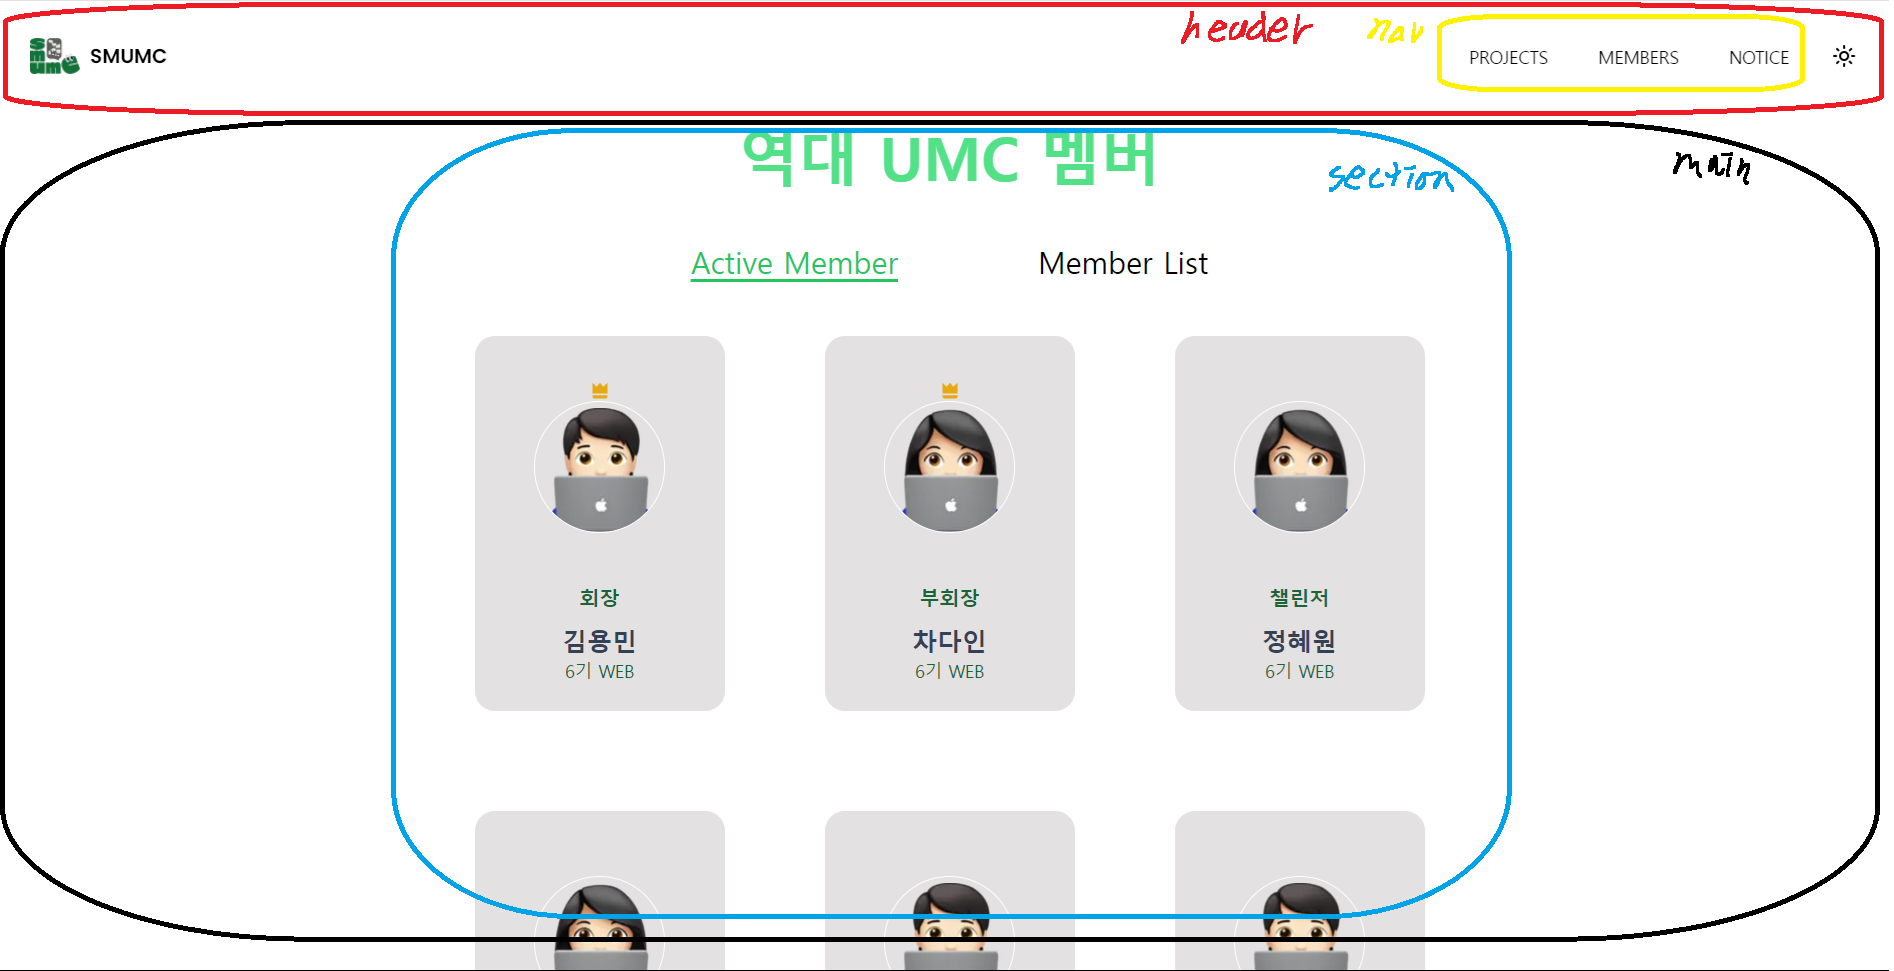 header
nav
smumc SMUMC
PROJECTS MEMBERS NOTICE
역대 UMC 멤버
section
main
Active Member Member List
회장 부회장 챌린저
김용민 차다인 정혜원
6기 WEB 6기 WEB 6기 WEB